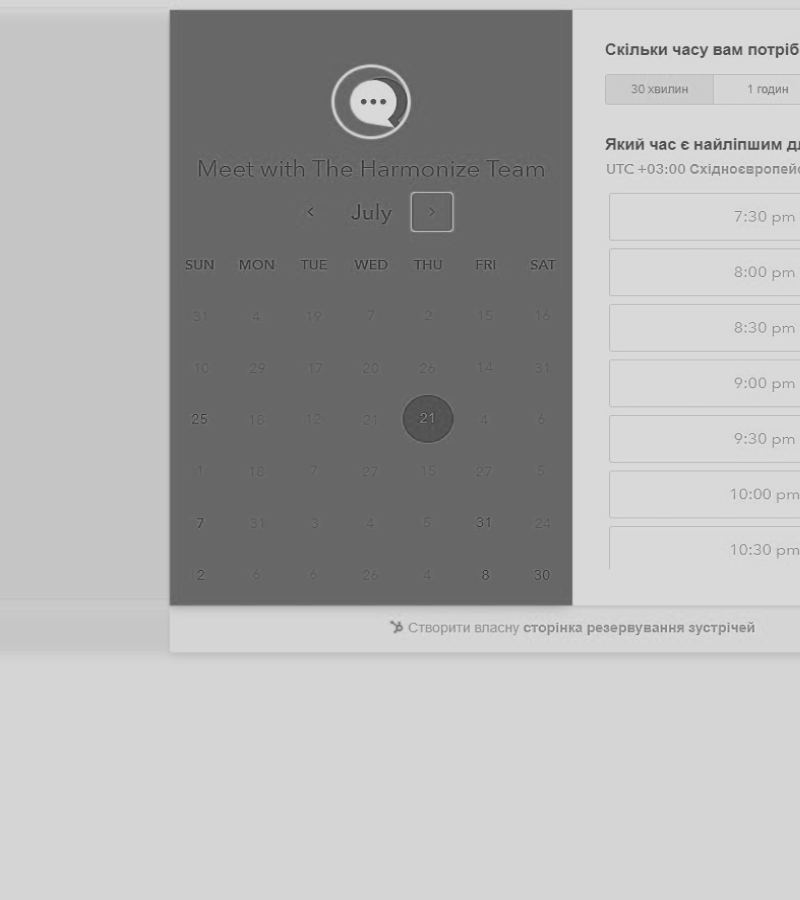 Meet with The Harmonize Team
July
SUN MON TUE WED THU FRI SAT
31 4 19 7 2 15 16
10 29 17 20 26 14 31
25 18 12 21 21 4 6
1 18 7 27 15 27 5
7 31 3 4 5 31 24
2 6 6 26 4 8 30
Скільки часу вам потріб
30 хвилин 1 годин
Який час є найліпшим дл
UTC +03:00 Східноєвропейс
7:30 pm
8:00 pm
8:30 pm
9:00 pm
9:30 pm
10:00 pm
10:30 pm
Створити власну сторінка резервування зустрічей